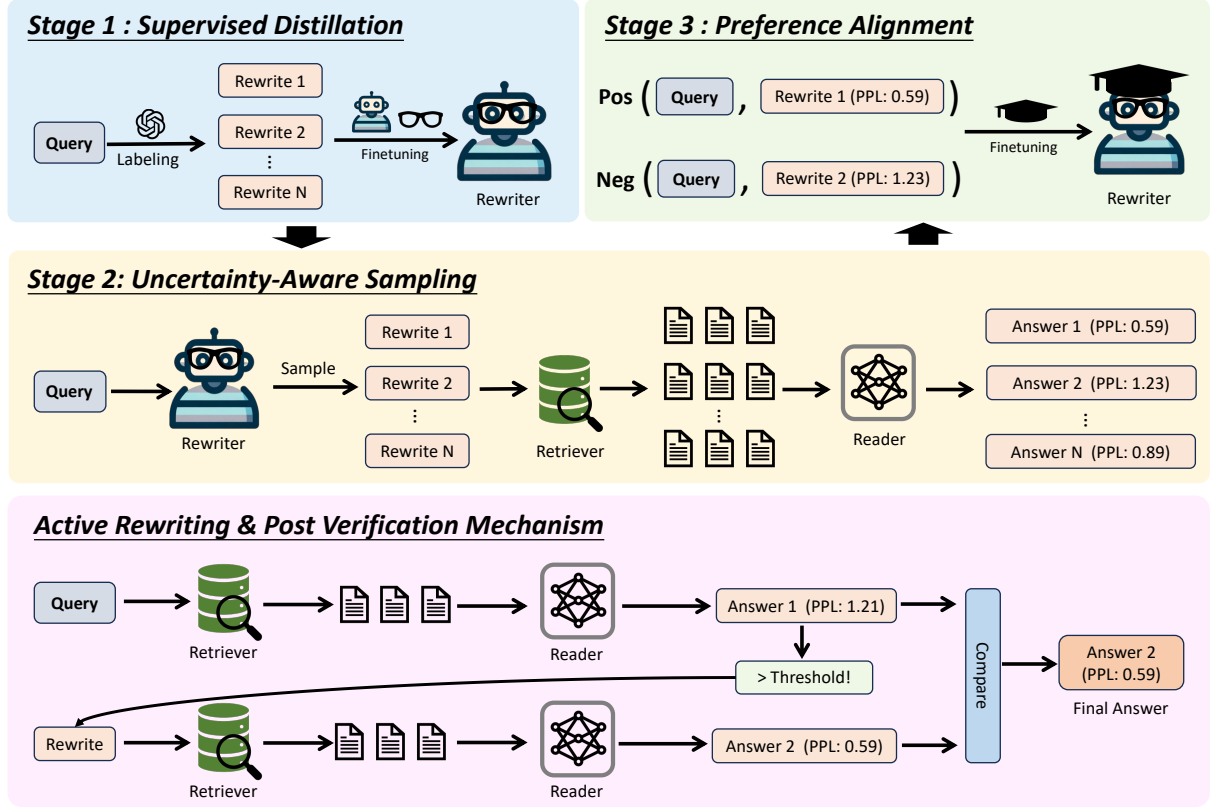 Stage 1 : Supervised Distillation
Query
Labeling
Rewrite 1
Rewrite 2
⋮
Rewrite N
Finetuning
Rewriter
Stage 3 : Preference Alignment
Pos ( Query , Rewrite 1 (PPL: 0.59) )
Neg ( Query , Rewrite 2 (PPL: 1.23) )
Finetuning
Rewriter
Stage 2: Uncertainty-Aware Sampling
Query
Rewriter
Sample
Rewrite 1
Rewrite 2
⋮
Rewrite N
Retriever
⋮
Reader
Answer 1 (PPL: 0.59)
Answer 2 (PPL: 1.23)
⋮
Answer N (PPL: 0.89)
Active Rewriting & Post Verification Mechanism
Query
Retriever
Reader
Answer 1 (PPL: 1.21)
> Threshold!
Rewrite
Retriever
Reader
Answer 2 (PPL: 0.59)
Compare
Answer 2
(PPL: 0.59)
Final Answer